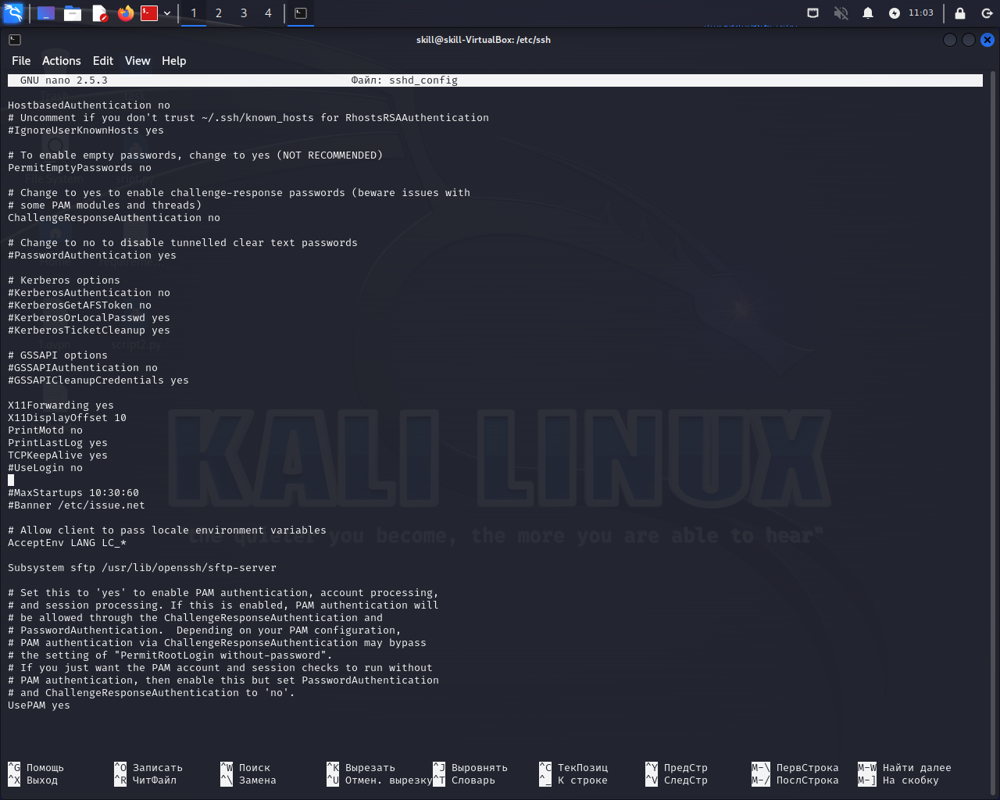 1 2 3 4 11:03
skill@skill-VirtualBox: /etc/ssh
File Actions Edit View Help
GNU nano 2.5.3 Файл: sshd_config
HostbasedAuthentication no
# Uncomment if you don't trust ~/.ssh/known_hosts for RhostsRSAAuthentication
#IgnoreUserKnownHosts yes
# To enable empty passwords, change to yes (NOT RECOMMENDED)
PermitEmptyPasswords no
# Change to yes to enable challenge-response passwords (beware issues with
# some PAM modules and threads)
ChallengeResponseAuthentication no
# Change to no to disable tunnelled clear text passwords
#PasswordAuthentication yes
# Kerberos options
#KerberosAuthentication no
#KerberosGetAFSToken no
#KerberosOrLocalPasswd yes
#KerberosTicketCleanup yes
# GSSAPI options
#GSSAPIAuthentication no
#GSSAPICleanupCredentials yes
X11Forwarding yes
X11DisplayOffset 10
PrintMotd no
PrintLastLog yes
TCPKeepAlive yes
#UseLogin no
#MaxStartups 10:30:60
#Banner /etc/issue.net
# Allow client to pass locale environment variables
AcceptEnv LANG LC_*
Subsystem sftp /usr/lib/openssh/sftp-server
# Set this to 'yes' to enable PAM authentication, account processing,
# and session processing. If this is enabled, PAM authentication will
# be allowed through the ChallengeResponseAuthentication and
# PasswordAuthentication.  Depending on your PAM configuration,
# PAM authentication via ChallengeResponseAuthentication may bypass
# the setting of "PermitRootLogin without-password".
# If you just want the PAM account and session checks to run without
# PAM authentication, then enable this but set PasswordAuthentication
# and ChallengeResponseAuthentication to 'no'.
UsePAM yes
^G Помощь ^O Записать ^W Поиск ^K Вырезать ^J Выровнять ^C ТекПозиц ^Y ПредСтр M-\ ПервСтрока M-W Найти далее
^X Выход ^R ЧитФайл ^\ Замена ^U Отмен. вырезку ^T Словарь ^_ К строке ^V СледСтр M-/ ПослСтрока M-] На скобку
KALI LINUX
the quieter you become, the more you are able to hear"
Trash
task
File System
sript.py
Home
1.ovpn
script2.py